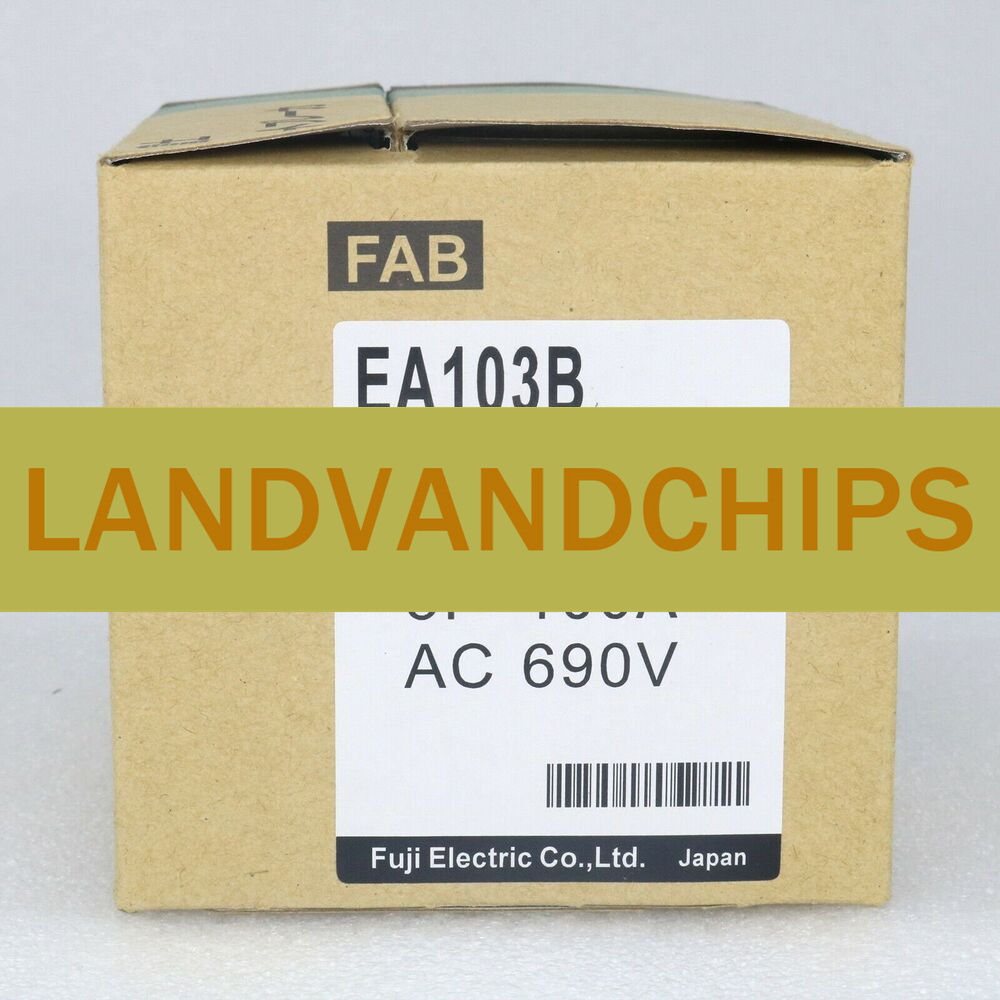 FAB
EA103B
LANDVANDCHIPS
AC 690V
Fuji Electric Co.,Ltd. Japan